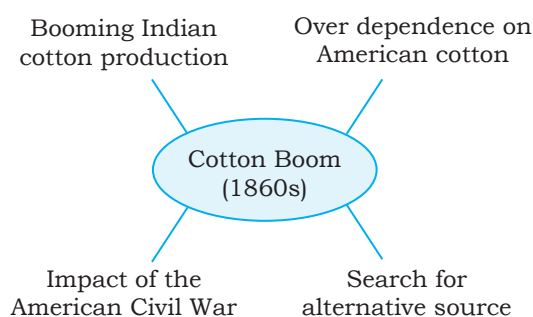 Booming Indian
cotton production
Over dependence on
American cotton
Cotton Boom
(1860s)
Impact of the
American Civil War
Search for
alternative source